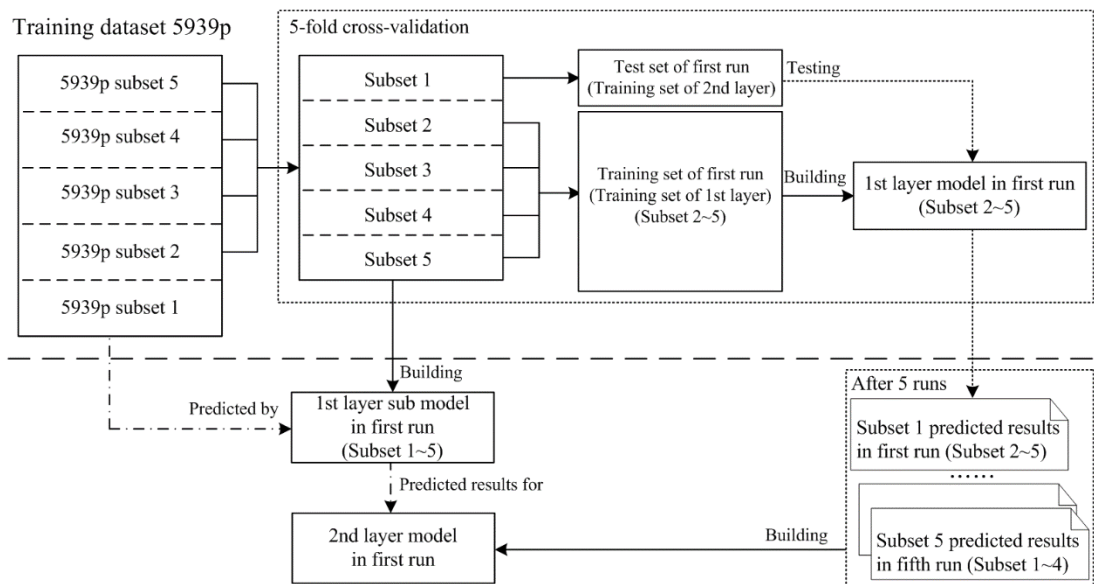 Training dataset 5939p
5939p subset 5
5939p subset 4
5939p subset 3
5939p subset 2
5939p subset 1
5-fold cross-validation
Subset 1
Subset 2
Subset 3
Subset 4
Subset 5
Test set of first run
(Training set of 2nd layer)
Testing
Training set of first run
(Training set of 1st layer)
(Subset 2~5)
Building
1st layer model in first run
(Subset 2~5)
Building
Predicted by
1st layer sub model
in first run
(Subset 1~5)
Predicted results for
2nd layer model
in first run
Building
After 5 runs
Subset 1 predicted results
in first run (Subset 2~5)
......
Subset 5 predicted results
in fifth run (Subset 1~4)